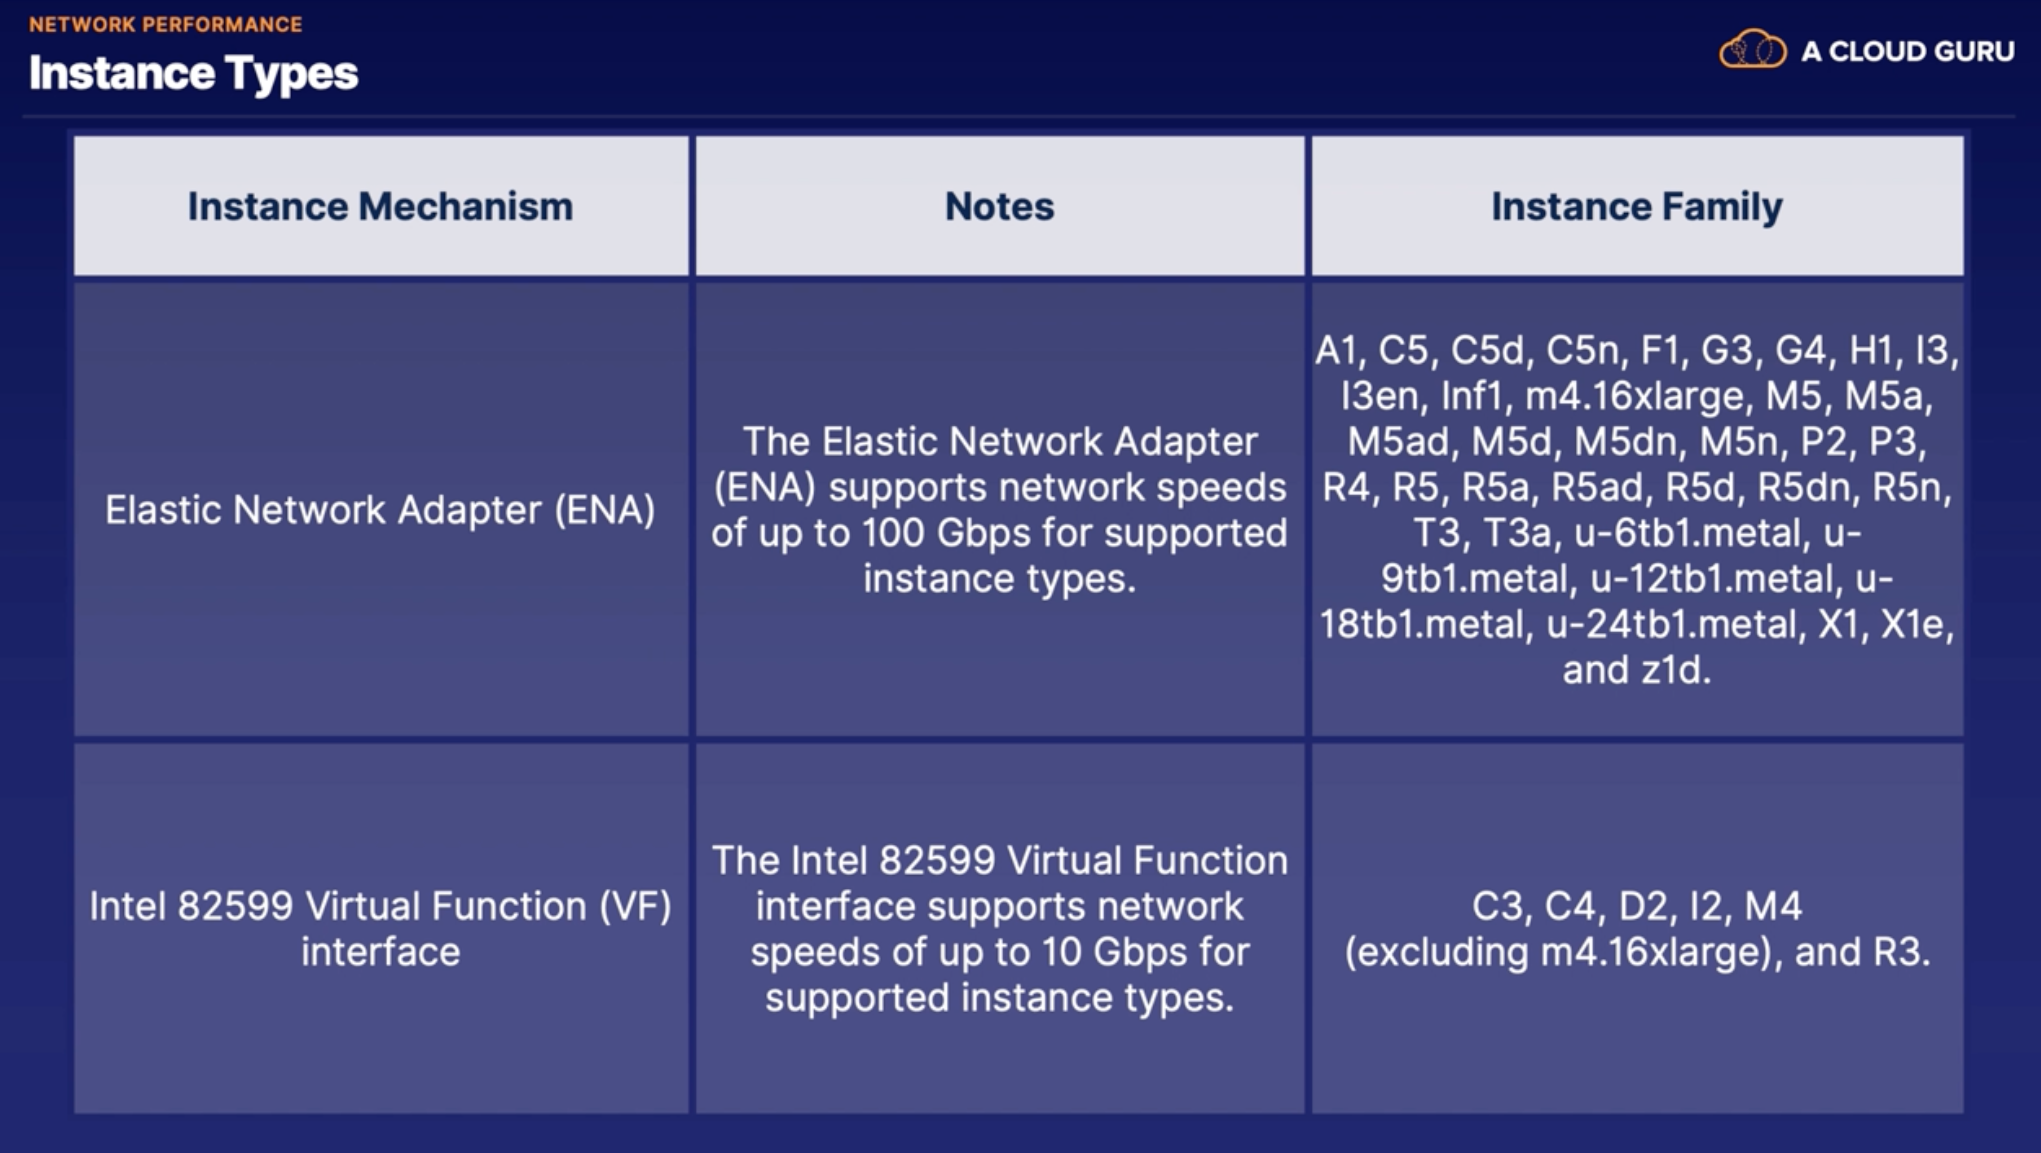 NETWORK PERFORMANCE
Instance Types
A CLOUD GURU
Instance Mechanism
Notes
Instance Family
Elastic Network Adapter (ENA)
The Elastic Network Adapter
(ENA) supports network speeds
of up to 100 Gbps for supported
instance types.
A1, C5, C5d, C5n, F1, G3, G4, H1, I3,
I3en, Inf1, m4.16xlarge, M5, M5a,
M5ad, M5d, M5dn, M5n, P2, P3,
R4, R5, R5a, R5ad, R5d, R5dn, R5n,
T3, T3a, u-6tb1.metal, u-
9tb1.metal, u-12tb1.metal, u-
18tb1.metal, u-24tb1.metal, X1, X1e,
and z1d.
Intel 82599 Virtual Function (VF)
interface
The Intel 82599 Virtual Function
interface supports network
speeds of up to 10 Gbps for
supported instance types.
C3, C4, D2, I2, M4
(excluding m4.16xlarge), and R3.